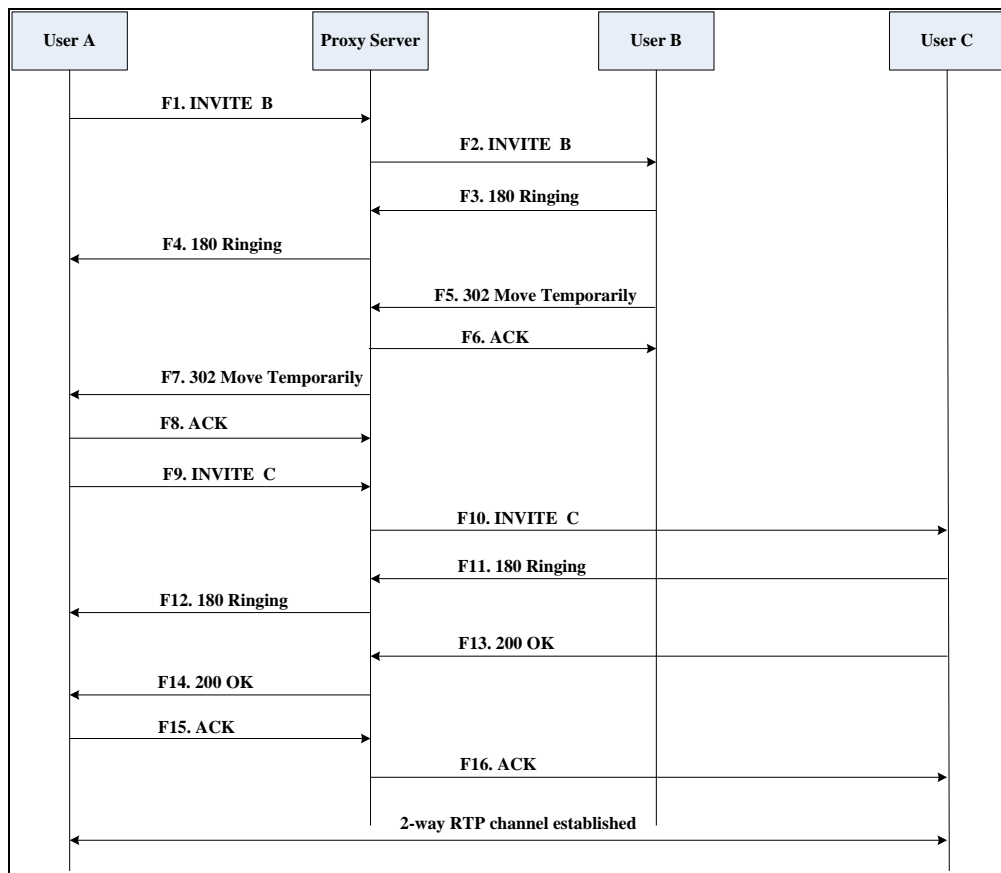 User A
Proxy Server
User B
User C
F1. INVITE B
F2. INVITE B
F3. 180 Ringing
F4. 180 Ringing
F5. 302 Move Temporarily
F6. ACK
F7. 302 Move Temporarily
F8. ACK
F9. INVITE C
F10. INVITE C
F11. 180 Ringing
F12. 180 Ringing
F13. 200 OK
F14. 200 OK
F15. ACK
F16. ACK
2-way RTP channel established